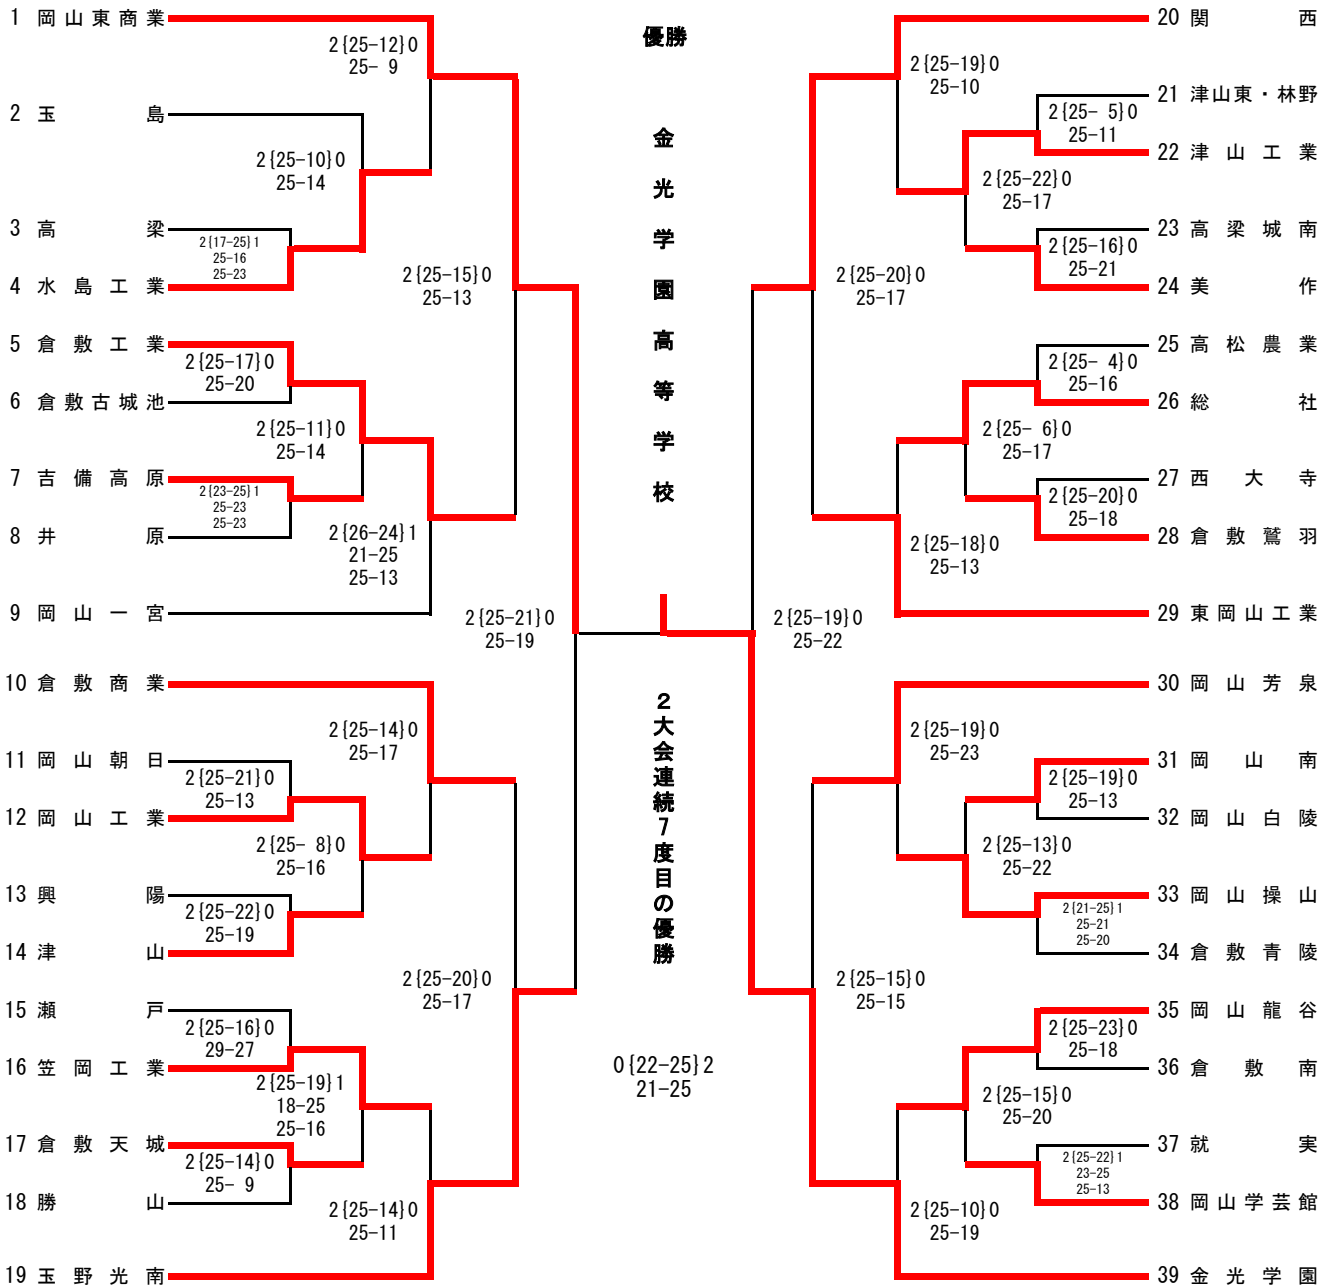 1 岡山東商業
2{25-12}0
25- 9
2 玉島
2{25-10}0
25-14
3 高梁
2{17-25}1
25-16
25-23
4 水島工業
2{25-15}0
25-13
5 倉敷工業
2{25-17}0
25-20
6 倉敷古城池
2{25-11}0
25-14
7 吉備高原
2{23-25}1
25-23
25-23
8 井原
2{26-24}1
21-25
25-13
9 岡山一宮
2{25-21}0
25-19
10 倉敷商業
2{25-14}0
25-17
11 岡山朝日
2{25-21}0
25-13
12 岡山工業
2{25- 8}0
25-16
13 興陽
2{25-22}0
25-19
14 津山
2{25-20}0
25-17
15 瀬戸
2{25-16}0
29-27
16 笠岡工業
2{25-19}1
18-25
25-16
17 倉敷天城
2{25-14}0
25- 9
18 勝山
2{25-14}0
25-11
19 玉野光南
優勝
金光学園高等学校
2大会連続7度目の優勝
0{22-25}2
21-25
20 関西
2{25-19}0
25-10
21 津山東・林野
2{25- 5}0
25-11
22 津山工業
2{25-22}0
25-17
23 高梁城南
2{25-16}0
25-21
24 美作
2{25-20}0
25-17
25 高松農業
2{25- 4}0
25-16
26 総社
2{25- 6}0
25-17
27 西大寺
2{25-20}0
25-18
28 倉敷鷲羽
2{25-18}0
25-13
29 東岡山工業
2{25-19}0
25-22
30 岡山芳泉
2{25-19}0
25-23
31 岡山南
2{25-19}0
25-13
32 岡山白陵
2{25-13}0
25-22
33 岡山操山
2{21-25}1
25-21
25-20
34 倉敷青陵
2{25-15}0
25-15
35 岡山龍谷
2{25-23}0
25-18
36 倉敷南
2{25-15}0
25-20
37 就実
2{25-22}1
23-25
25-13
38 岡山学芸館
2{25-10}0
25-19
39 金光学園